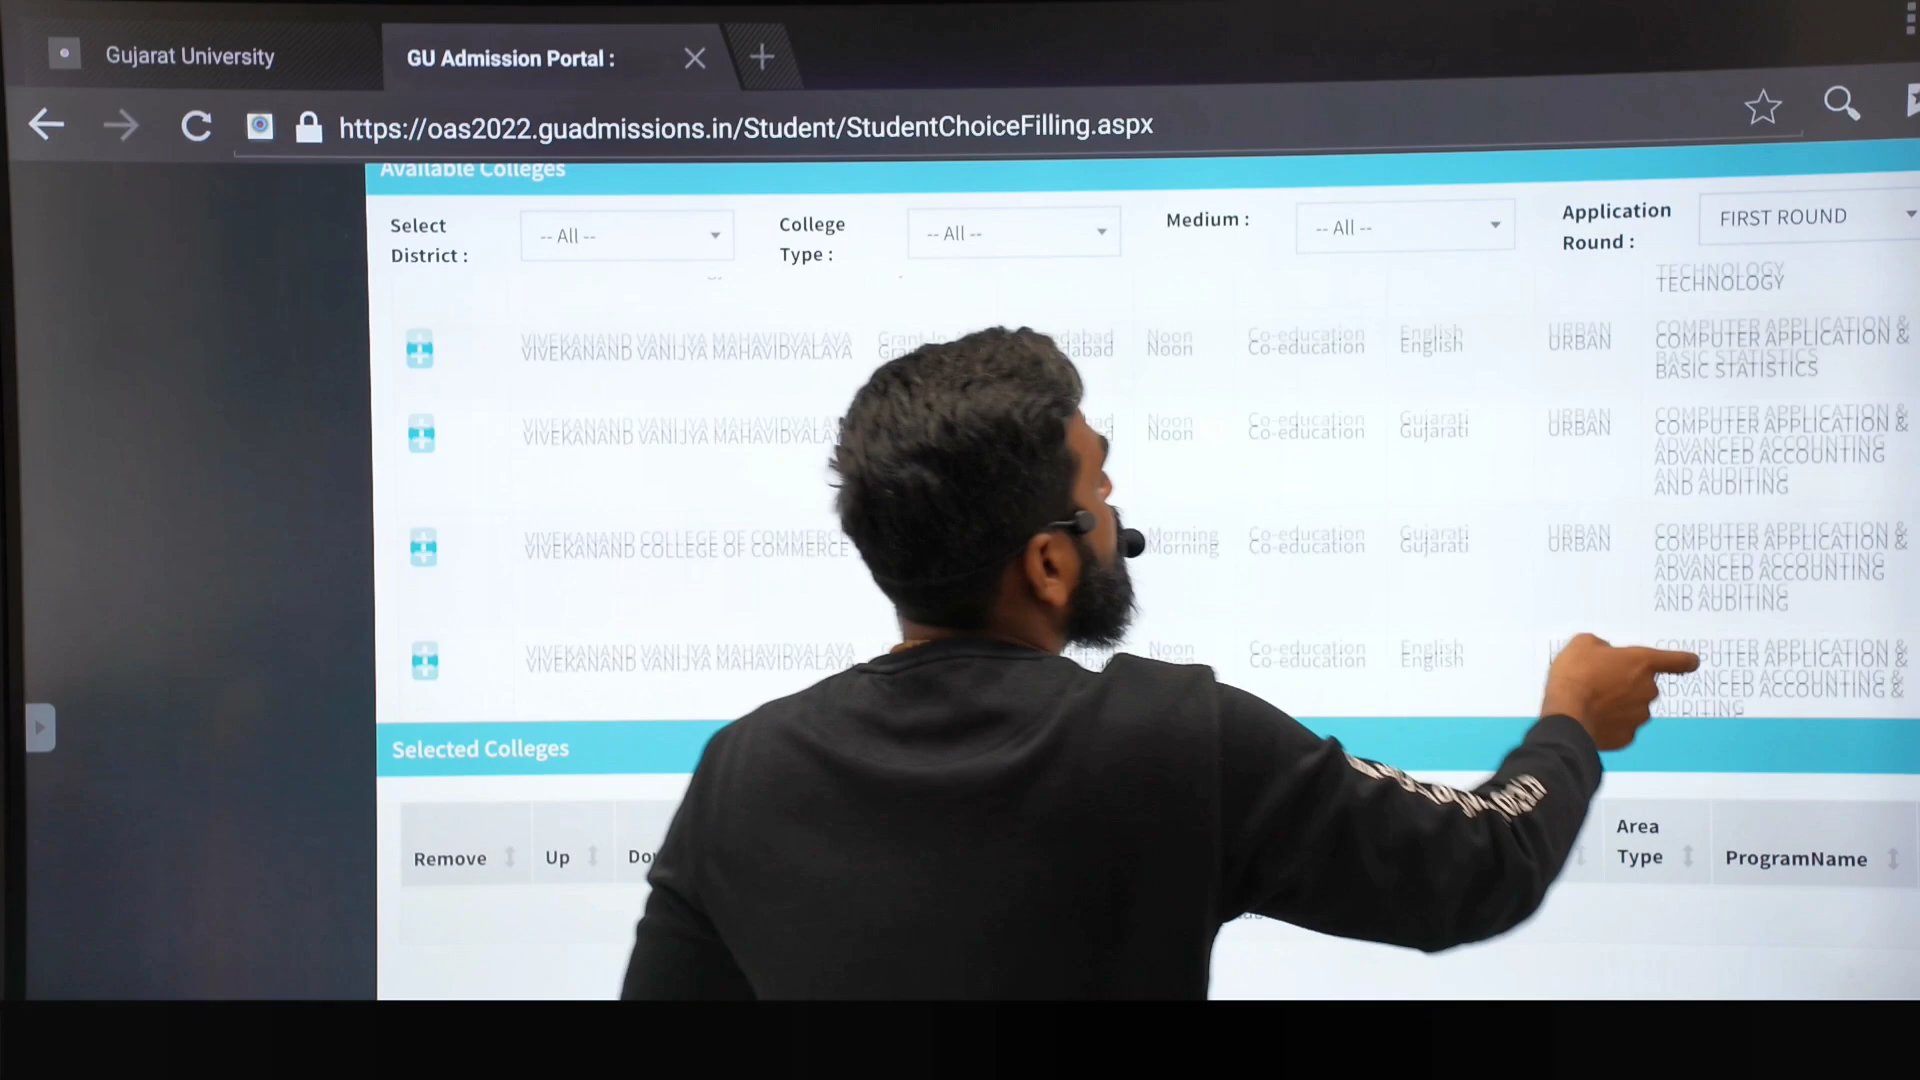 Gujarat University
GU Admission Portal :
https://oas2022.guadmissions.in/Student/StudentChoiceFilling.aspx
Available Colleges
Select District : -- All -- College Type : -- All -- Medium : -- All -- Application Round : FIRST ROUND
TECHNOLOGY
VIVEKANAND VANIJYA MAHAVIDYALAYA Noon Co-education English URBAN COMPUTER APPLICATION &
BASIC STATISTICS
VIVEKANAND VANIJYA Noon Co-education Gujarati URBAN COMPUTER APPLICATION &
ADVANCED ACCOUNTING
AND AUDITING
VIVEKANAND COLLEGE OF COMMERCE Morning Co-education Gujarati URBAN COMPUTER APPLICATION &
ADVANCED ACCOUNTING
AND AUDITING
VIVEKANAND VANIJYA MAHAVIDYALAYA Noon Co-education English APPLICATION &
ADVANCED ACCOUNTING &
AUDITING
Selected Colleges
Remove Up Area Type ProgramName